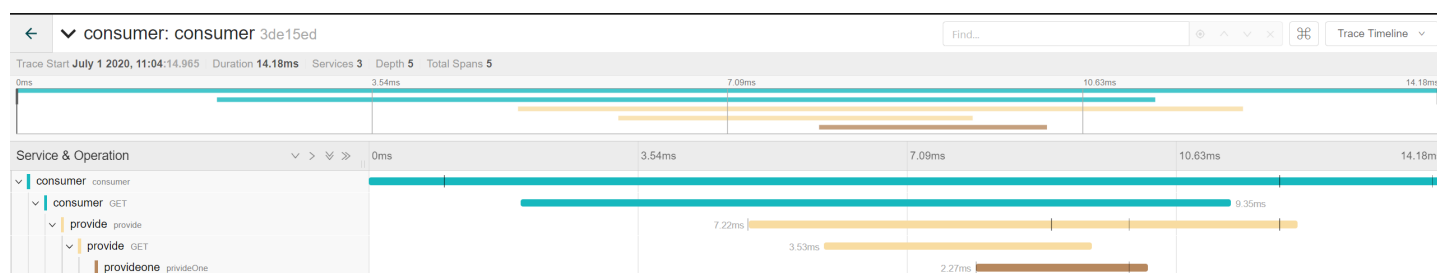 consumer: consumer 3de15ed
Find...
Trace Timeline
Trace Start July 1 2020, 11:04:14.965 Duration 14.18ms Services 3 Depth 5 Total Spans 5
0ms 3.54ms 7.09ms 10.63ms 14.18ms
Service & Operation 0ms 3.54ms 7.09ms 10.63ms 14.18m
consumer consumer
consumer GET 9.35ms
provide provide 7.22ms
provide GET 3.53ms
provideone privideOne 2.27ms